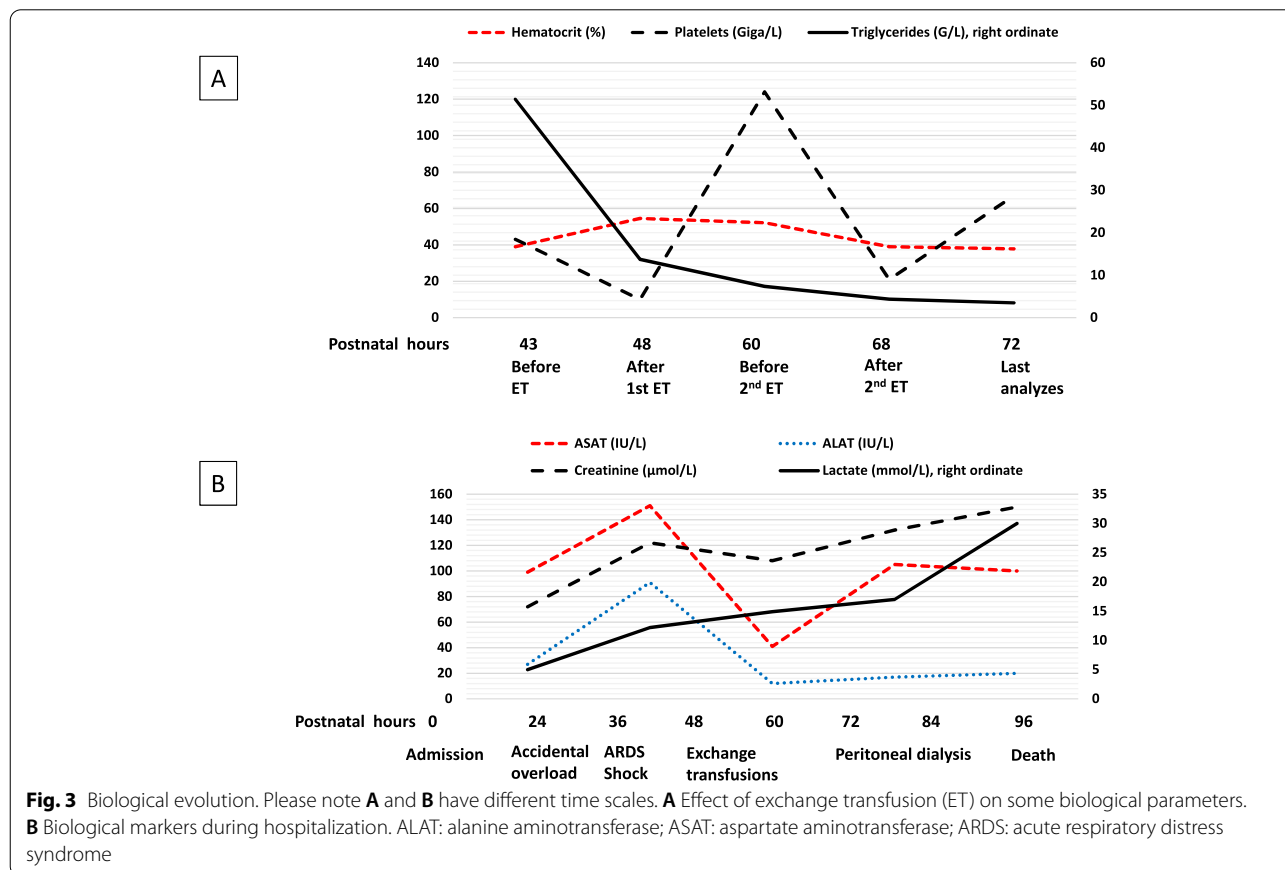 A
Hematocrit (%) Platelets (Giga/L) Triglycerides (G/L), right ordinate
140 60
120 50
100 40
80 30
60 20
40 10
20
0 0
Postnatal hours 43 48 60 68 72
Before After Before After Last
ET 1st ET 2nd ET 2nd ET analyzes
B
ASAT (IU/L) ALAT (IU/L)
Creatinine (µmol/L) Lactate (mmol/L), right ordinate
160 35
140 30
120 25
100 20
80 15
60 10
40 5
20
0 0
Postnatal hours 0 24 36 48 60 72 84 96
Admission Accidental ARDS Exchange Peritoneal dialysis Death
overload Shock transfusions
Fig. 3 Biological evolution. Please note A and B have different time scales. A Effect of exchange transfusion (ET) on some biological parameters.
B Biological markers during hospitalization. ALAT: alanine aminotransferase; ASAT: aspartate aminotransferase; ARDS: acute respiratory distress
syndrome